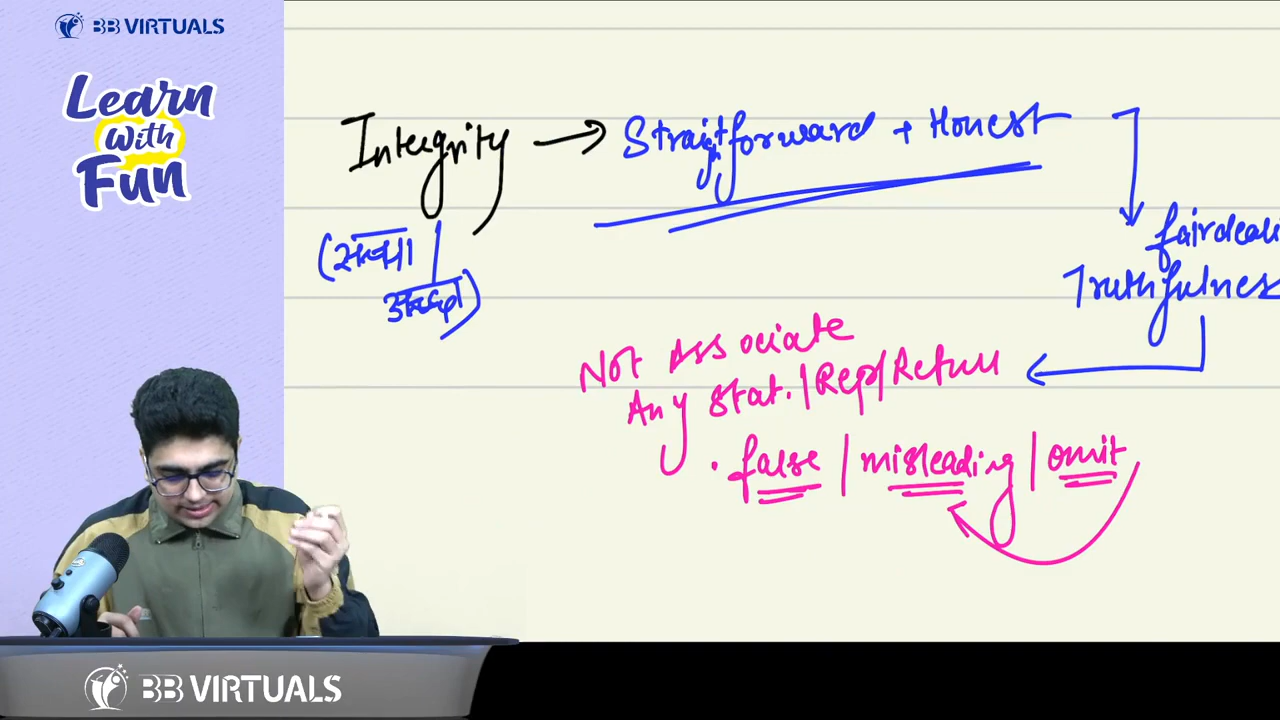 BB VIRTUALS
Learn
With
Fun
Integrity → Straightforward + Honest
fairdeal
Truthfulness
Not Associate
Any Stat. / Rep / Return
. false / misleading / omit
BB VIRTUALS